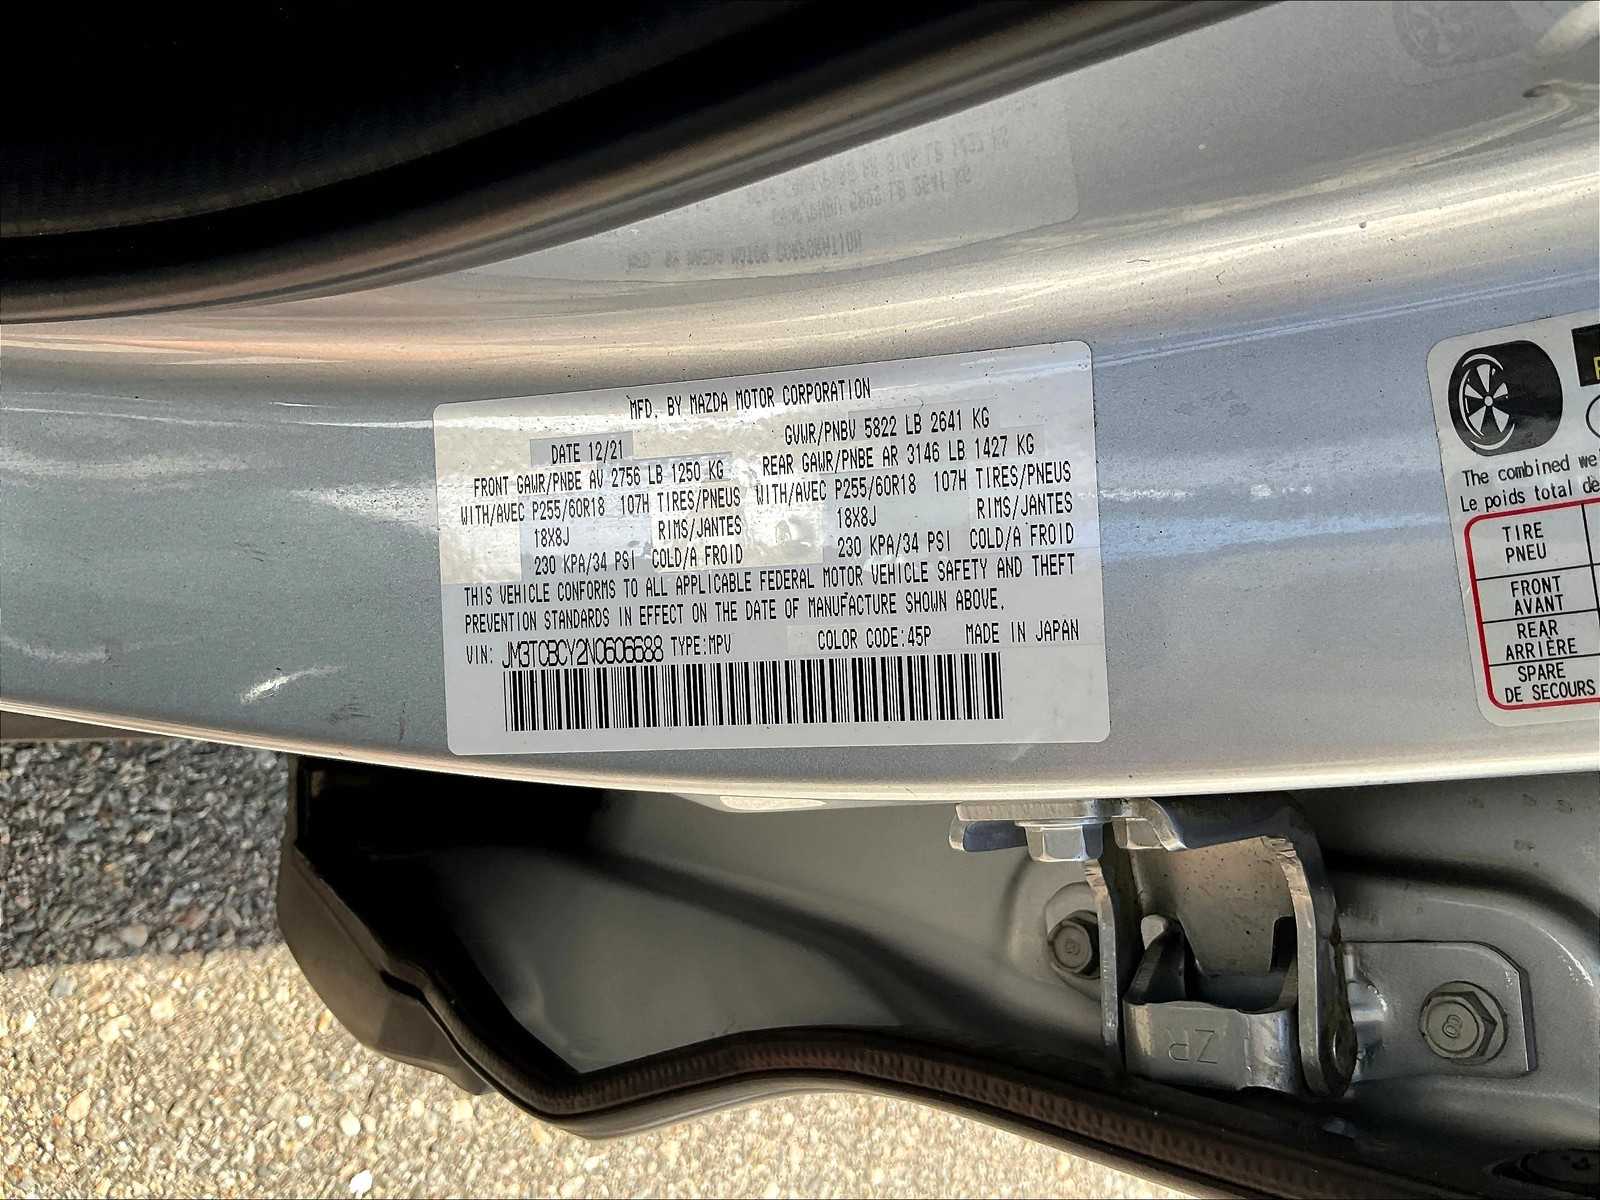 MFD. BY MAZDA MOTOR CORPORATION
DATE 12/21 GVWR/PNBV 5822 LB 2641 KG
FRONT GAWR/PNBE AV 2756 LB 1250 KG REAR GAWR/PNBE AR 3146 LB 1427 KG
WITH/AVEC P255/60R18 107H TIRES/PNEUS WITH/AVEC P255/60R18 107H TIRES/PNEUS
18X8J RIMS/JANTES 18X8J RIMS/JANTES
230 KPA/34 PSI COLD/A FROID 230 KPA/34 PSI COLD/A FROID
THIS VEHICLE CONFORMS TO ALL APPLICABLE FEDERAL MOTOR VEHICLE SAFETY AND THEFT
PREVENTION STANDARDS IN EFFECT ON THE DATE OF MANUFACTURE SHOWN ABOVE.
VIN: JM3TCBCY2N0606688 TYPE:MPV COLOR CODE:45P MADE IN JAPAN
The combined we
Le poids total de
TIRE
PNEU
FRONT
AVANT
REAR
ARRIÈRE
SPARE
DE SECOURS
8
8
ZR